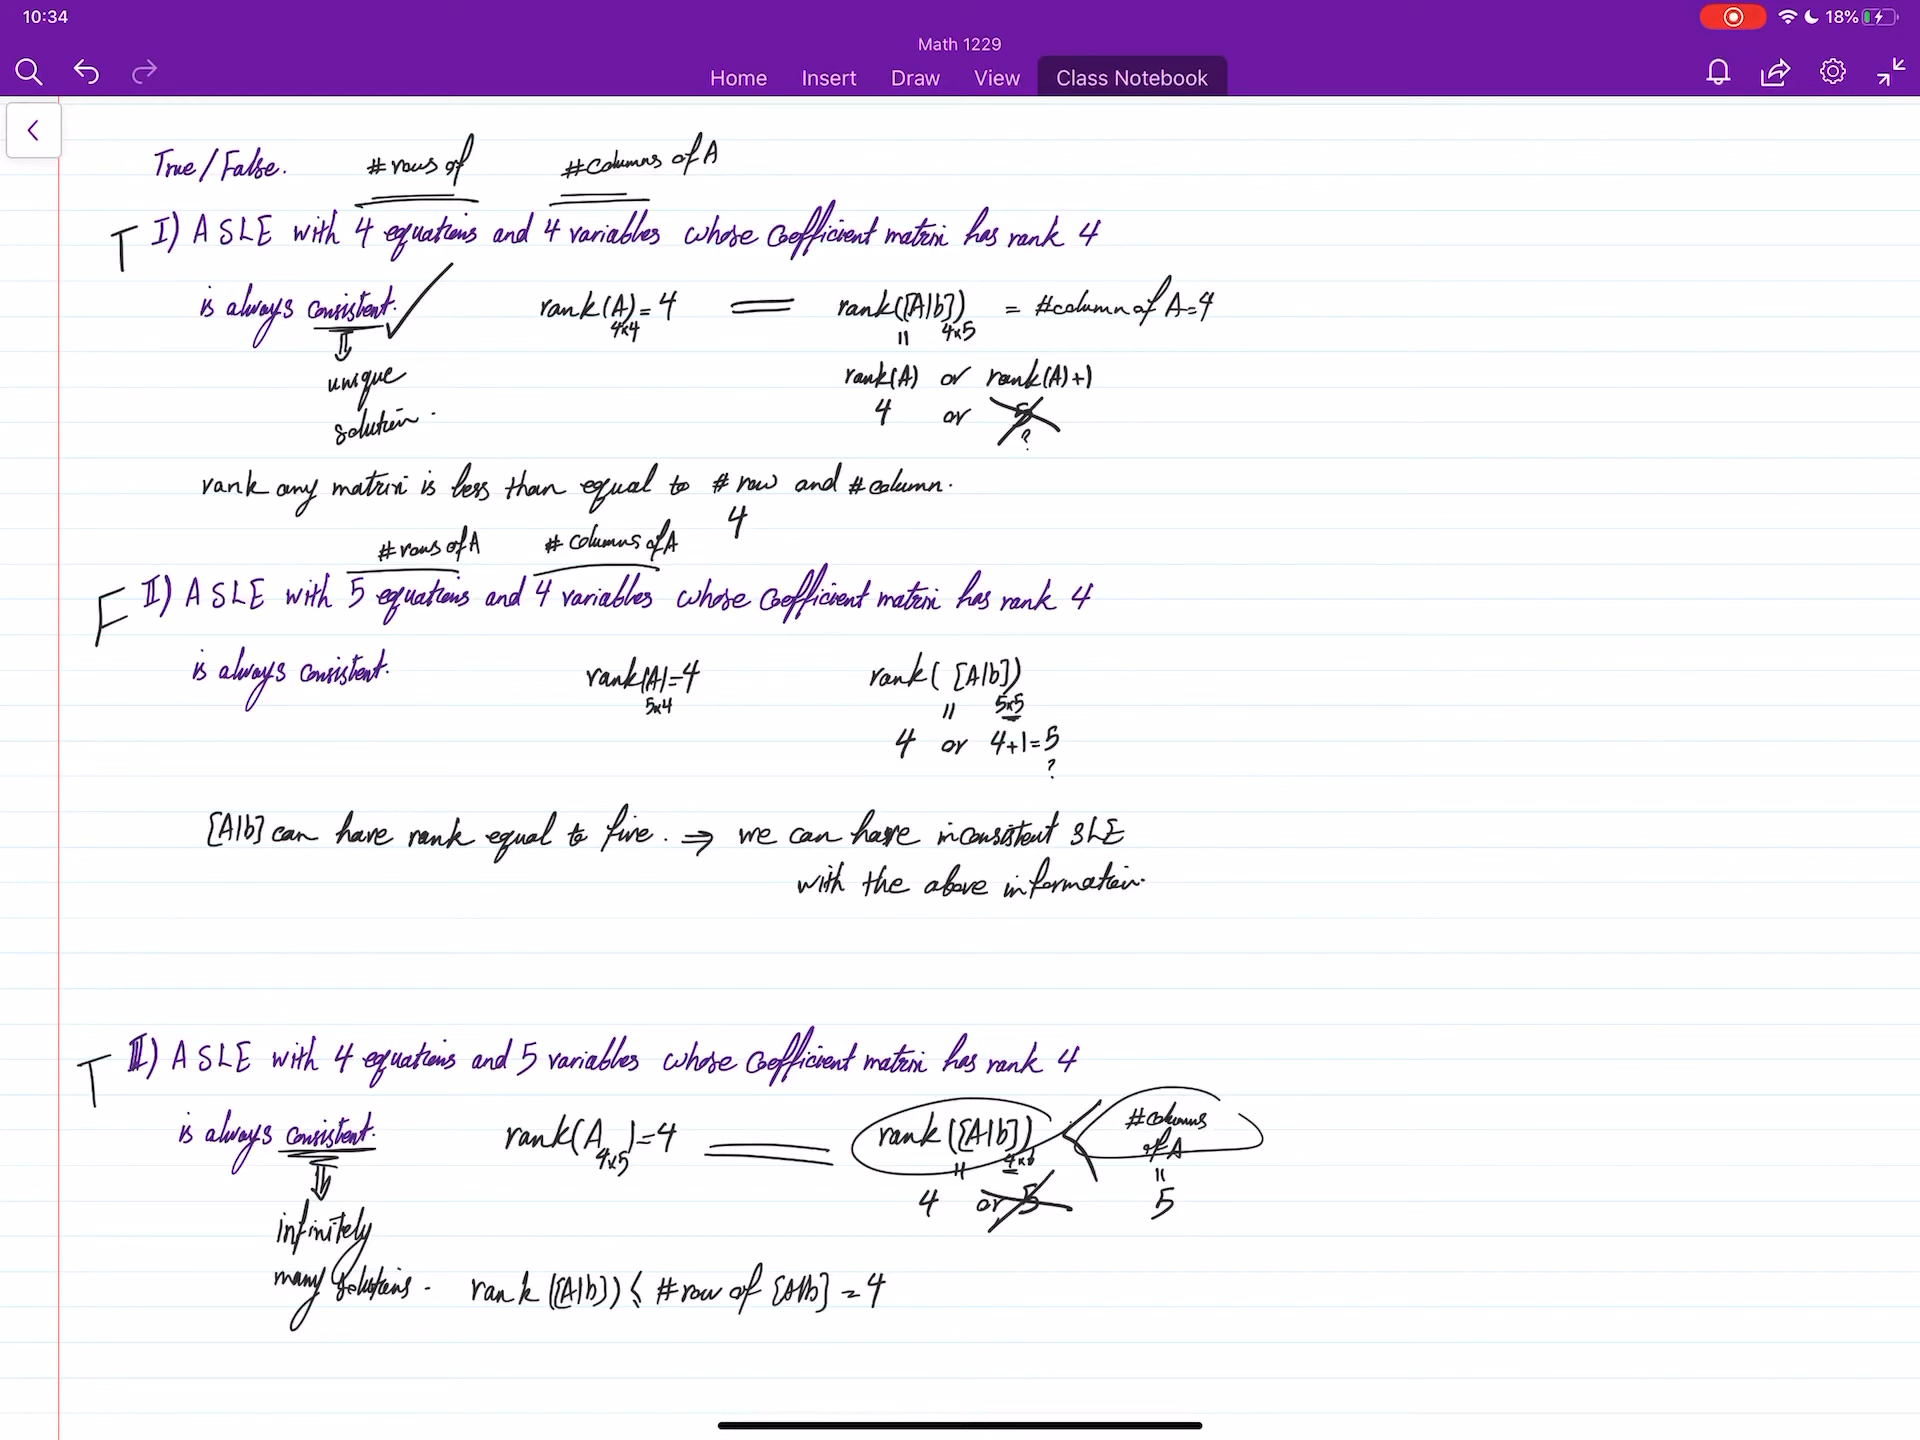 10:34
18%
Math 1229
Home Insert Draw View Class Notebook
True/False. #rows of #columns of A
T I) A SLE with 4 equations and 4 variables whose coefficient matrix has rank 4
is always consistent. rank(A)=4 = rank([A|b]) = #column of A=4
4x4 4x5
unique rank(A) or rank(A)+1
solution. 4 or 5
?
rank any matrix is less than equal to # row and #column.
4
#rows of A # columns of A
F II) A SLE with 5 equations and 4 variables whose coefficient matrix has rank 4
is always consistent. rank(A)=4 rank([A|b])
5x4 5x5
4 or 4+1=5
?
[A|b] can have rank equal to five. ⇒ we can have inconsistent SLE
with the above information.
T III) A SLE with 4 equations and 5 variables whose coefficient matrix has rank 4
is always consistent. rank(A)=4 = rank([A|b]) < #columns of A
4x5 4x6
4 or 5 5
infinitely
many solutions. rank([A|b]) ≤ #row of [A|b] = 4